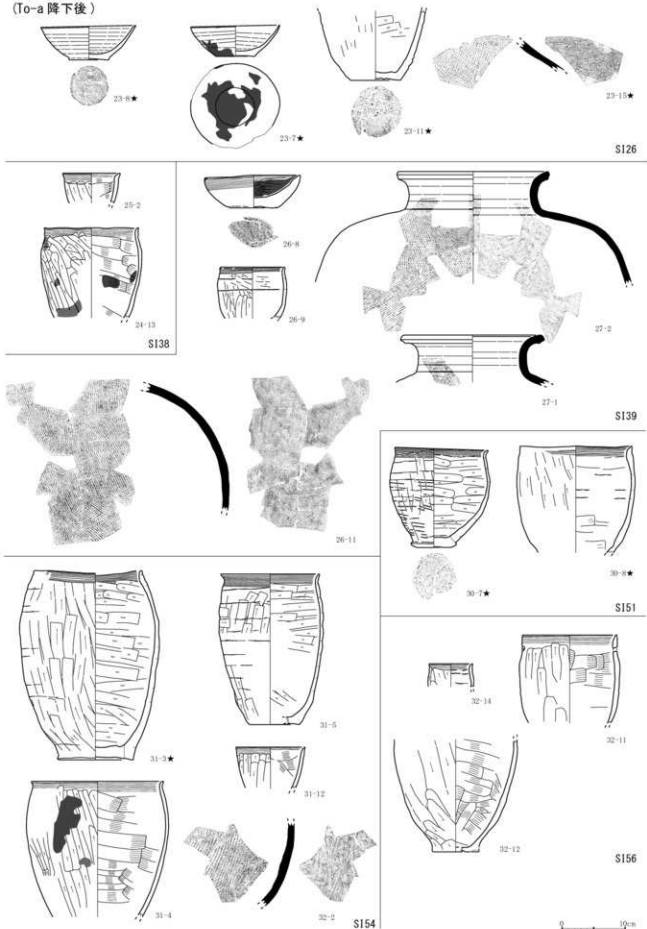 (To-a 降下後)
23-8★
23-7★
23-11★
23-15★
SI26
25-2
24-13
SI38
26-8
26-9
27-2
27-1
SI39
26-11
30-7★
30-8★
SI51
31-3★
31-5
31-12
31-4
32-2
SI54
32-14
32-11
32-12
SI56
0 10cm